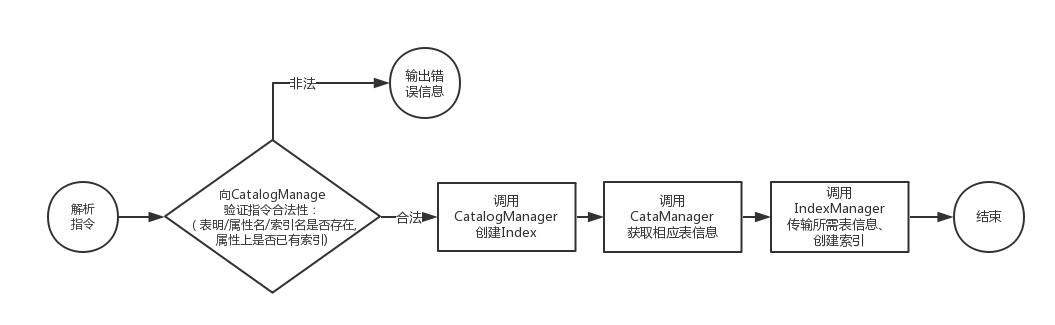 解析
指令
向CatalogManage
验证指令合法性：
（表明/属性名/索引名是否存在,
属性上是否已有索引)
非法
输出错
误信息
合法
调用
CatalogManager
创建Index
调用
CataManager
获取相应表信息
调用
IndexManager
传输所需表信息、
创建索引
结束